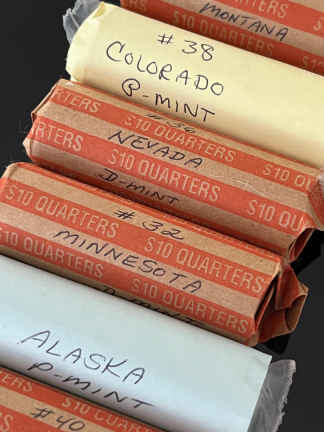 $10 QUARTERS
MONTANA
#38
COLORADO
P-MINT
$10 QUARTERS
#36
NEVADA
$10 QUARTERS
D-MINT
$10 QUARTERS
#32
$10 QUARTERS
MINNESOTA
$10 QUARTERS
ALASKA
P-MINT
#40